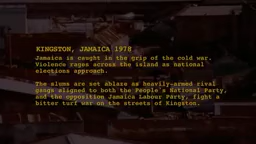 KINGSTON, JAMAICA 1978
Jamaica is caught in the grip of the cold war.
Violence rages across the island as national
elections approach.
The slums are set ablaze as heavily-armed rival
gangs aligned to both the People's National Party,
and the opposition Jamaica Labour Party, fight a
bitter turf war on the streets of Kingston.